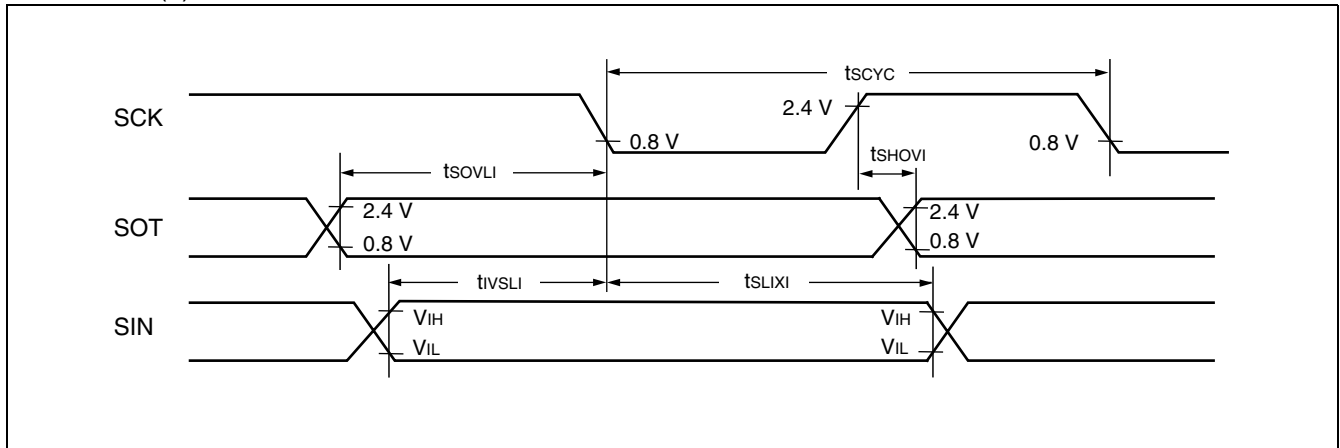 tSCYC
SCK
2.4 V
0.8 V
0.8 V
tSHOVI
tSOVLI
SOT
2.4 V
0.8 V
2.4 V
0.8 V
tIVSLI
tSLIXI
SIN
VIH
VIL
VIH
VIL